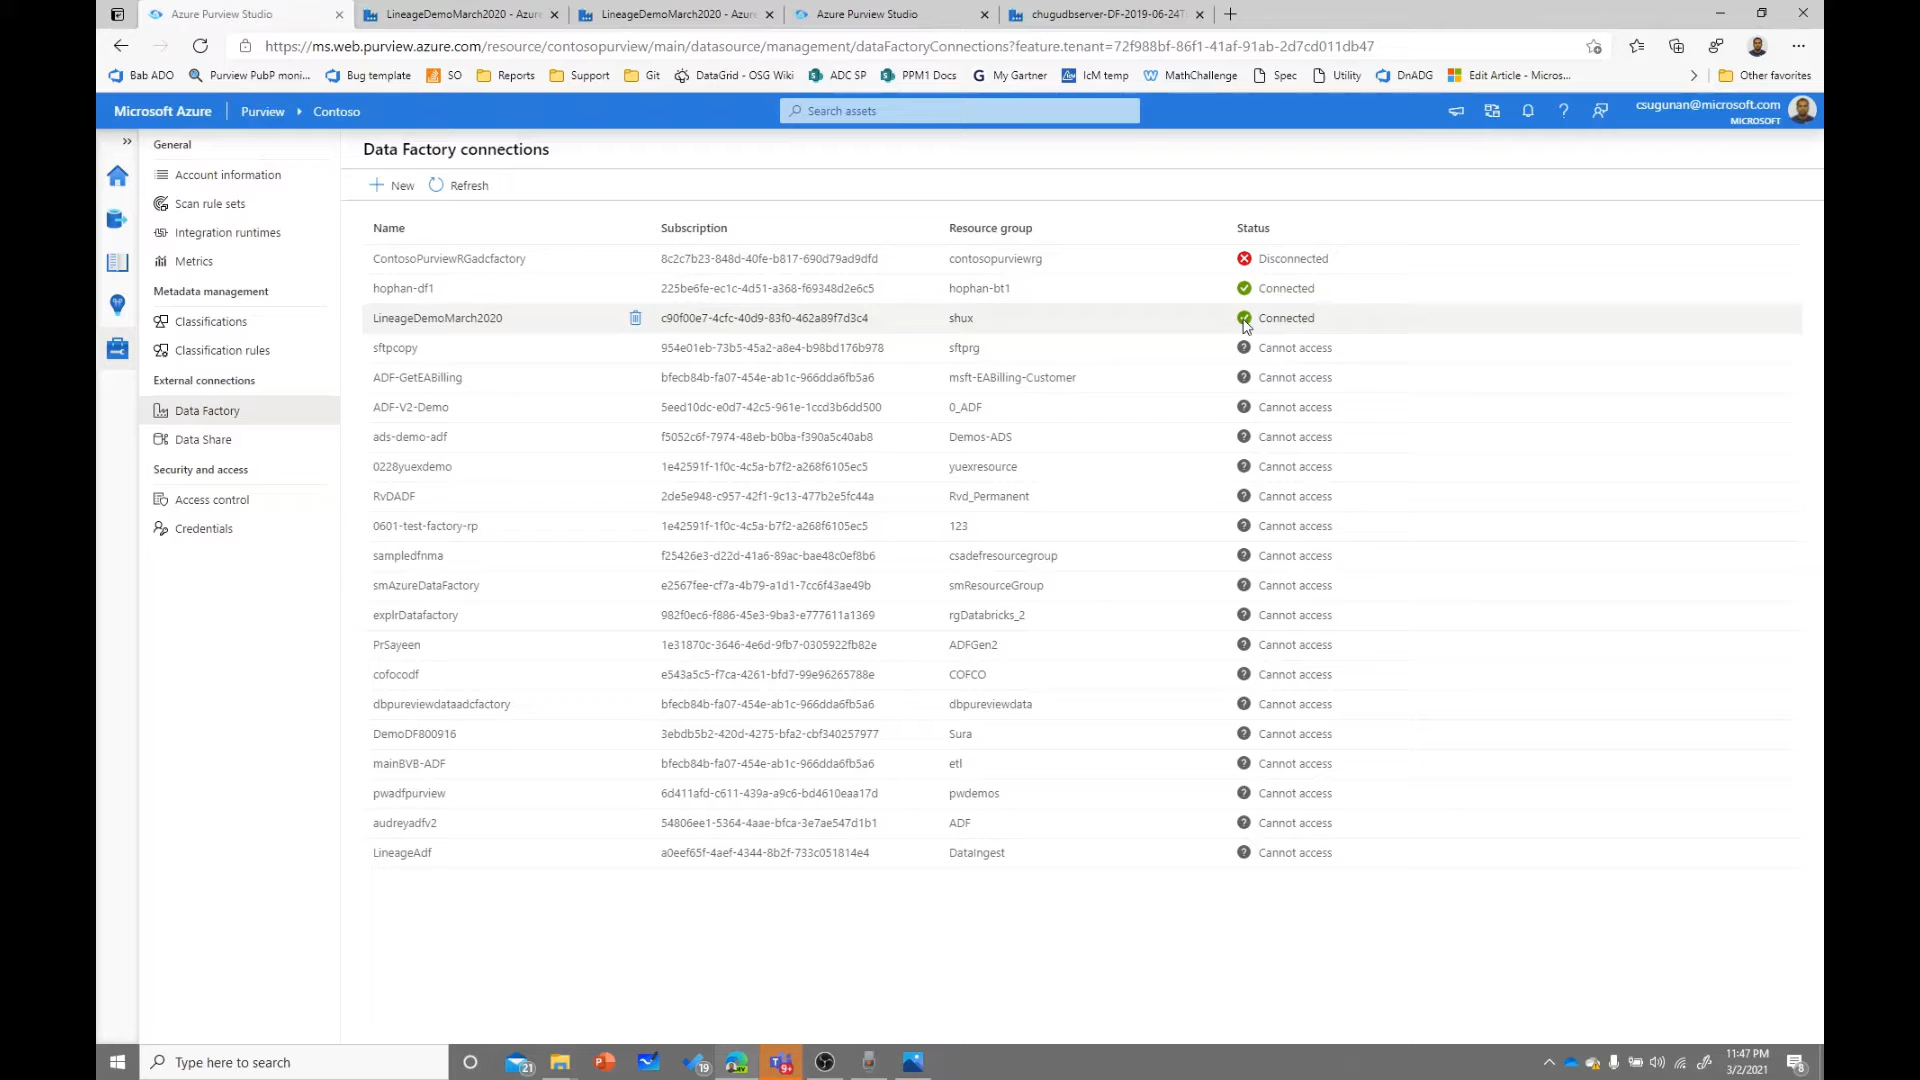 Azure Purview Studio
LineageDemoMarch2020 - Azure
LineageDemoMarch2020 - Azure
Azure Purview Studio
chugudbserver-DF-2019-06-24T
https://ms.web.purview.azure.com/resource/contosopurview/main/datasource/management/dataFactoryConnections?feature.tenant=72f988bf-86f1-41af-91ab-2d7cd011db47
Bab ADO
Purview PubP moni...
Bug template
SO
Reports
Support
Git
DataGrid - OSG Wiki
ADC SP
PPM1 Docs
My Gartner
IcM temp
MathChallenge
Spec
Utility
DnADG
Edit Article - Micros...
Other favorites
Microsoft Azure
Purview
Contoso
Search assets
csugunan@microsoft.com
MICROSOFT
General
Account information
Scan rule sets
Integration runtimes
Metrics
Metadata management
Classifications
Classification rules
External connections
Data Factory
Data Share
Security and access
Access control
Credentials
Data Factory connections
New
Refresh
Name Subscription Resource group Status
ContosoPurviewRGadcfactory 8c2c7b23-848d-40fe-b817-690d79ad9dfd contosopurviewrg Disconnected
hophan-df1 225be6fe-ec1c-4d51-a368-f69348d2e6c5 hophan-bt1 Connected
LineageDemoMarch2020 c90f00e7-4cfc-40d9-83f0-462a89f7d3c4 shux Connected
sftpcopy 954e01eb-73b5-45a2-a8e4-b98bd176b978 sftprg Cannot access
ADF-GetEABilling bfecb84b-fa07-454e-ab1c-966dda6fb5a6 msft-EABilling-Customer Cannot access
ADF-V2-Demo 5eed10dc-e0d7-42c5-961e-1ccd3b6dd500 0_ADF Cannot access
ads-demo-adf f5052c6f-7974-48eb-b0ba-f390a5c40ab8 Demos-ADS Cannot access
0228yuexdemo 1e42591f-1f0c-4c5a-b7f2-a268f6105ec5 yuexresource Cannot access
RvDADF 2de5e948-c957-42f1-9c13-477b2e5fc44a Rvd_Permanent Cannot access
0601-test-factory-rp 1e42591f-1f0c-4c5a-b7f2-a268f6105ec5 123 Cannot access
sampledfnma f25426e3-d22d-41a6-89ac-bae48c0ef8b6 csadefresourcegroup Cannot access
smAzureDataFactory e2567fee-cf7a-4b79-a1d1-7cc6f43ae49b smResourceGroup Cannot access
explrDatafactory 982f0ec6-f886-45e3-9ba3-e777611a1369 rgDatabricks_2 Cannot access
PrSayeen 1e31870c-3646-4e6d-9fb7-0305922fb82e ADFGen2 Cannot access
cofocodf e543a5c5-f7ca-4261-bfd7-99e96265788e COFCO Cannot access
dbpureviewdataadcfactory bfecb84b-fa07-454e-ab1c-966dda6fb5a6 dbpureviewdata Cannot access
DemoDF800916 3ebdb5b2-420d-4275-bfa2-cbf340257977 Sura Cannot access
mainBVB-ADF bfecb84b-fa07-454e-ab1c-966dda6fb5a6 etl Cannot access
pwadfpurview 6d411afd-c611-439a-a9c6-bd4610eaa17d pwdemos Cannot access
audreyadfv2 54806ee1-5364-4aae-bfca-3e7ae547d1b1 ADF Cannot access
LineageAdf a0eef65f-4aef-4344-8b2f-733c051814e4 DataIngest Cannot access
Type here to search
21
19
9+
11:47 PM
3/2/2021
8